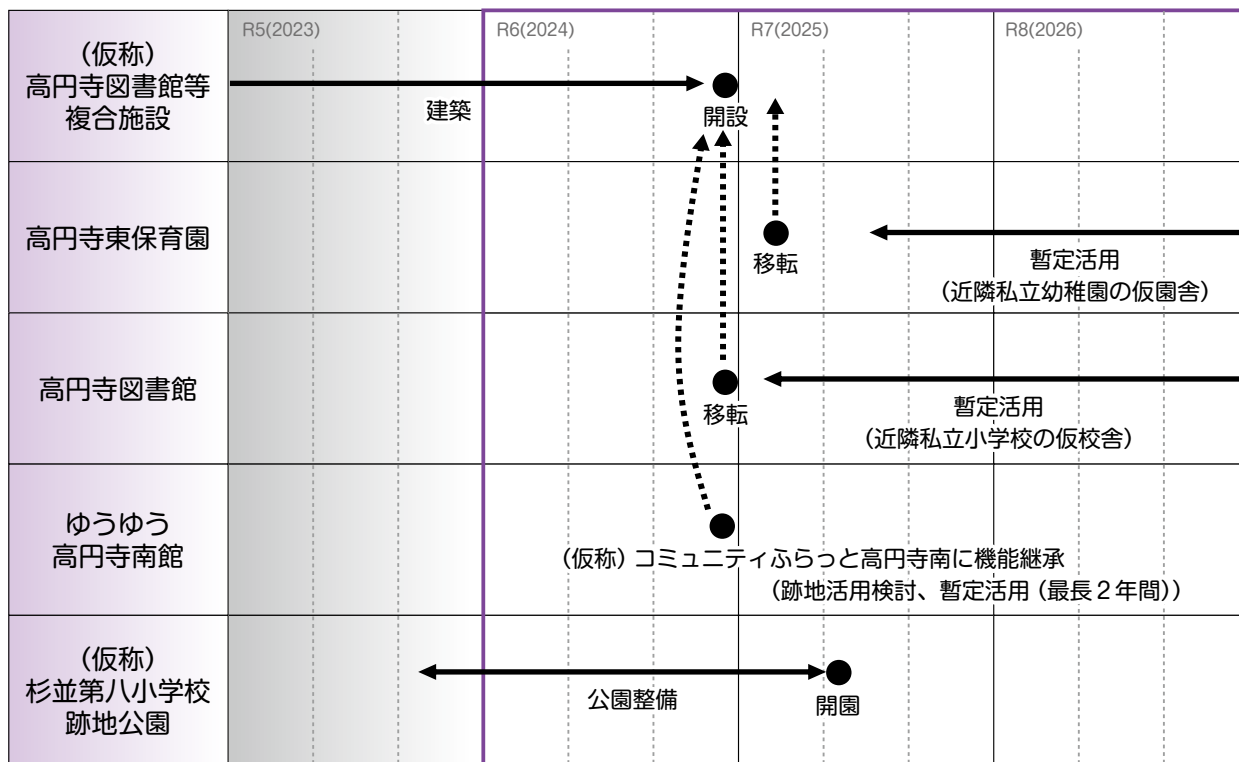 R5(2023)
R6(2024)
R7(2025)
R8(2026)
(仮称)
高円寺図書館等
複合施設
建築
開設
高円寺東保育園
移転
暫定活用
(近隣私立幼稚園の仮園舎)
高円寺図書館
移転
暫定活用
(近隣私立小学校の仮校舎)
ゆうゆう
高円寺南館
(仮称)コミュニティふらっと高円寺南に機能継承
(跡地活用検討、暫定活用(最長2年間))
(仮称)
杉並第八小学校
跡地公園
公園整備
開園